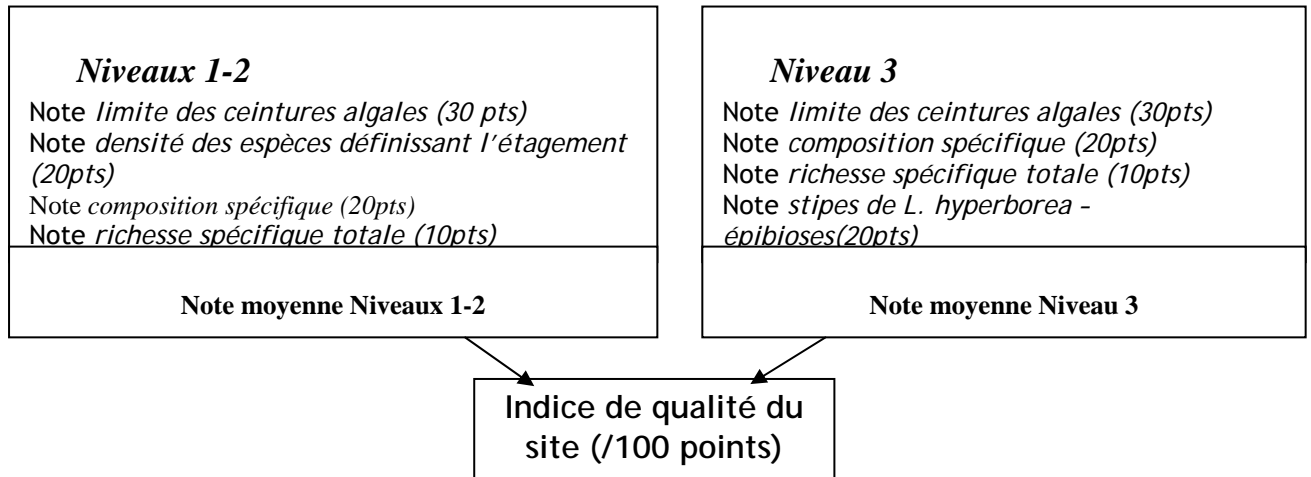 Niveaux 1-2
Note limite des ceintures algales (30 pts)
Note densité des espèces définissant l'étagement
(20pts)
Note composition spécifique (20pts)
Note richesse spécifique totale (10pts)
Note moyenne Niveaux 1-2
Niveau 3
Note limite des ceintures algales (30pts)
Note composition spécifique (20pts)
Note richesse spécifique totale (10pts)
Note stipes de L. hyperborea –
épibioses(20pts)
Note moyenne Niveau 3
Indice de qualité du
site (/100 points)